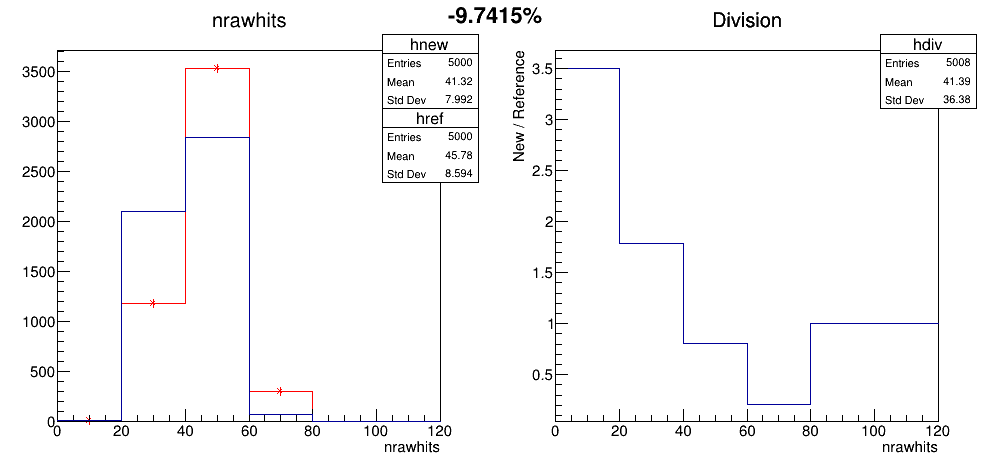 -9.7415%
nrawhits
hnew
Entries 5000
Mean 41.32
Std Dev 7.992
href
Entries 5000
Mean 45.78
Std Dev 8.594
3500
3000
2500
2000
1500
1000
500
0
0 20 40 60 80 100 120
nrawhits
Division
hdiv
Entries 5008
Mean 41.39
Std Dev 36.38
New / Reference
3.5
3
2.5
2
1.5
1
0.5
0 20 40 60 80 100 120
nrawhits